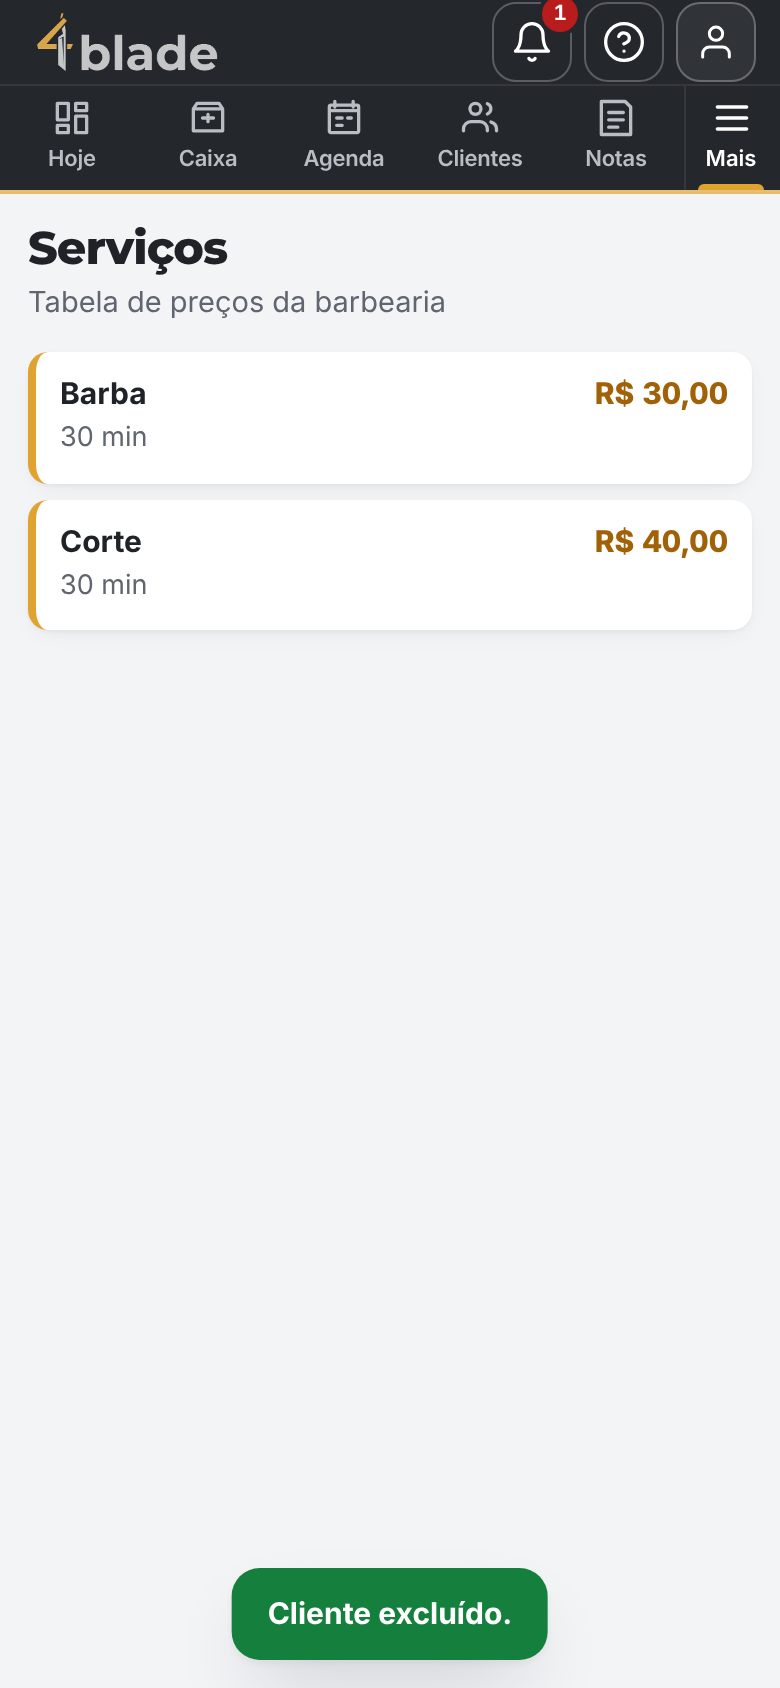 4blade
1
Hoje
Caixa
Agenda
Clientes
Notas
Mais
Serviços
Tabela de preços da barbearia
Barba
R$ 30,00
30 min
Corte
R$ 40,00
30 min
Cliente excluído.